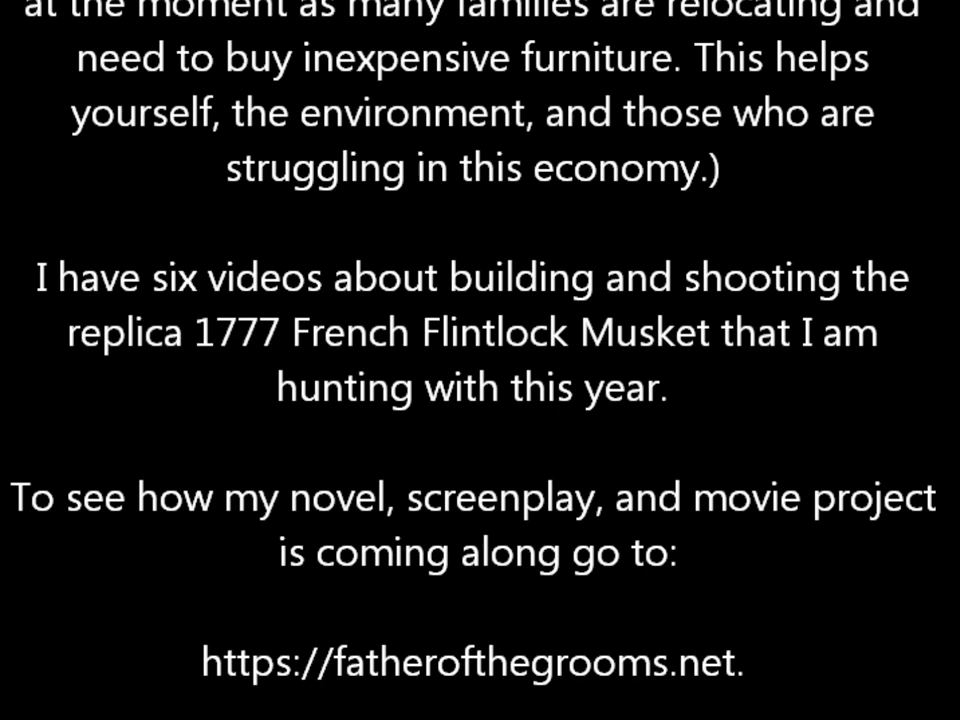 at the moment as many families are relocating and
need to buy inexpensive furniture. This helps
yourself, the environment, and those who are
struggling in this economy.)
I have six videos about building and shooting the
replica 1777 French Flintlock Musket that I am
hunting with this year.
To see how my novel, screenplay, and movie project
is coming along go to:
https://fatherofthegrooms.net.